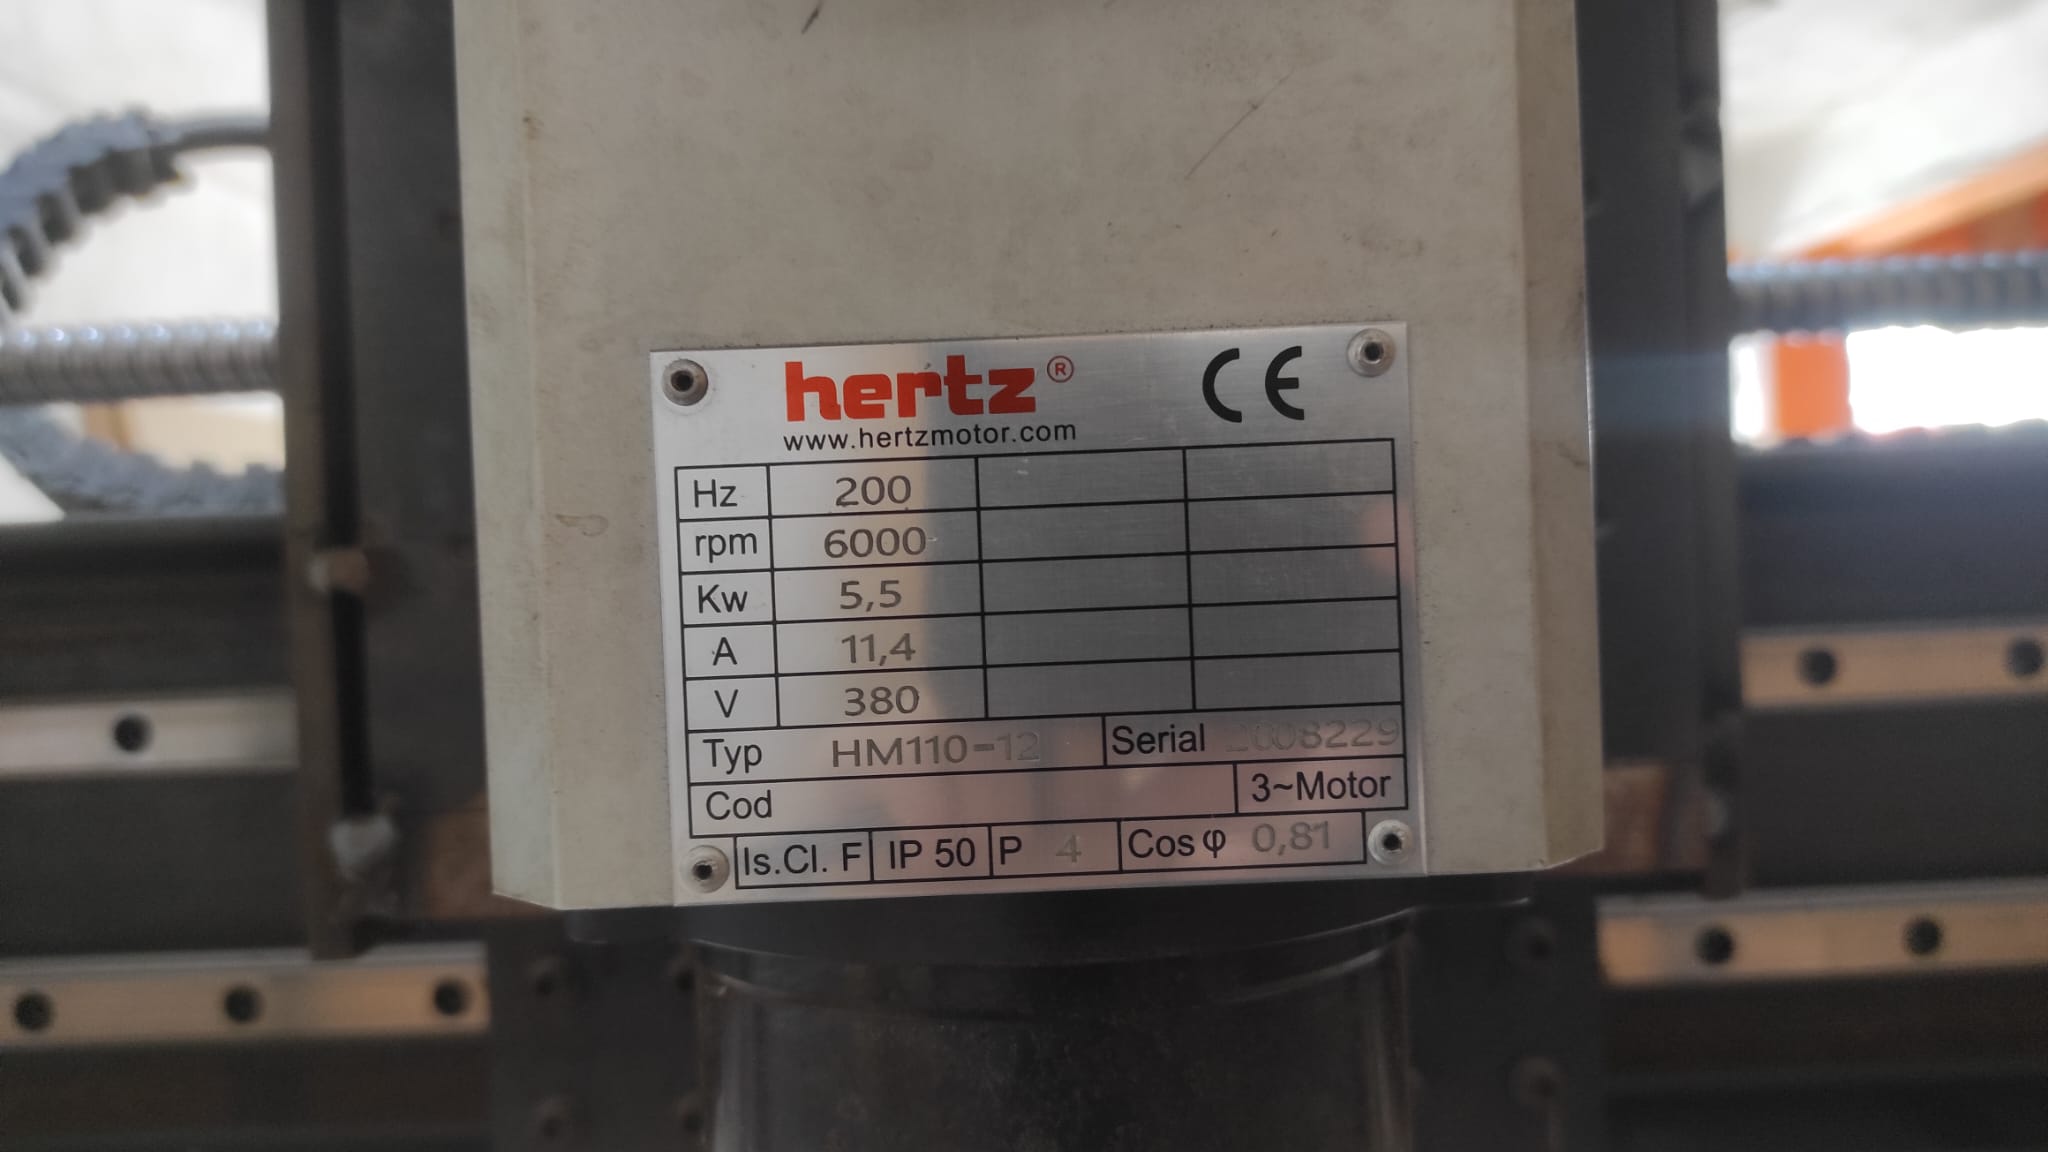 hertz®
CE
www.hertzmotor.com
Hz 200
rpm 6000
Kw 5,5
A 11,4
V 380
Typ HM110-12 Serial 2008229
Cod 3~Motor
Is.Cl. F IP 50 P 4 Cos φ 0,81